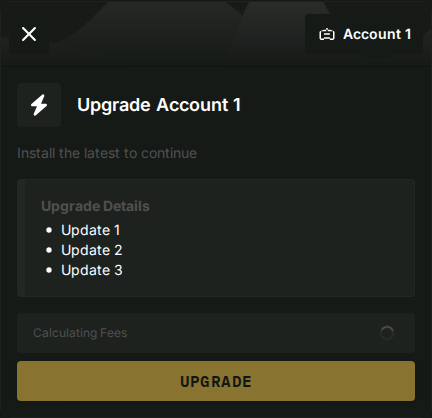 Account 1
Upgrade Account 1
Install the latest to continue
Upgrade Details
• Update 1
• Update 2
• Update 3
Calculating Fees
UPGRADE